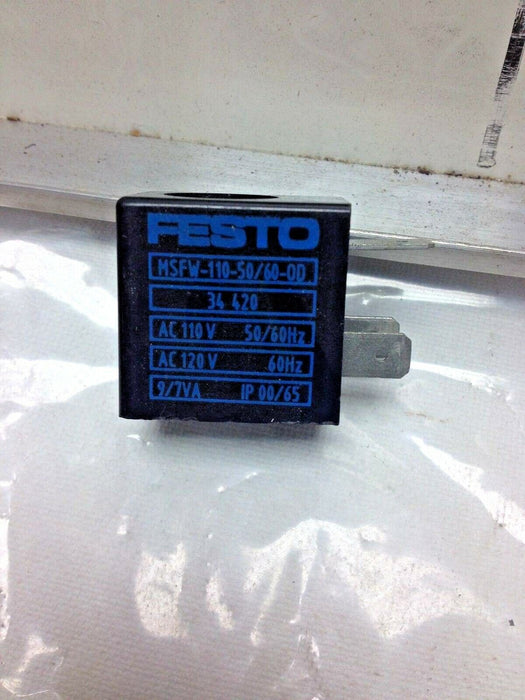 FESTO
MSFW-110-50/60-OD
34 420
AC 110 V 50/60Hz
AC 120 V 60Hz
9/7VA IP 00/65